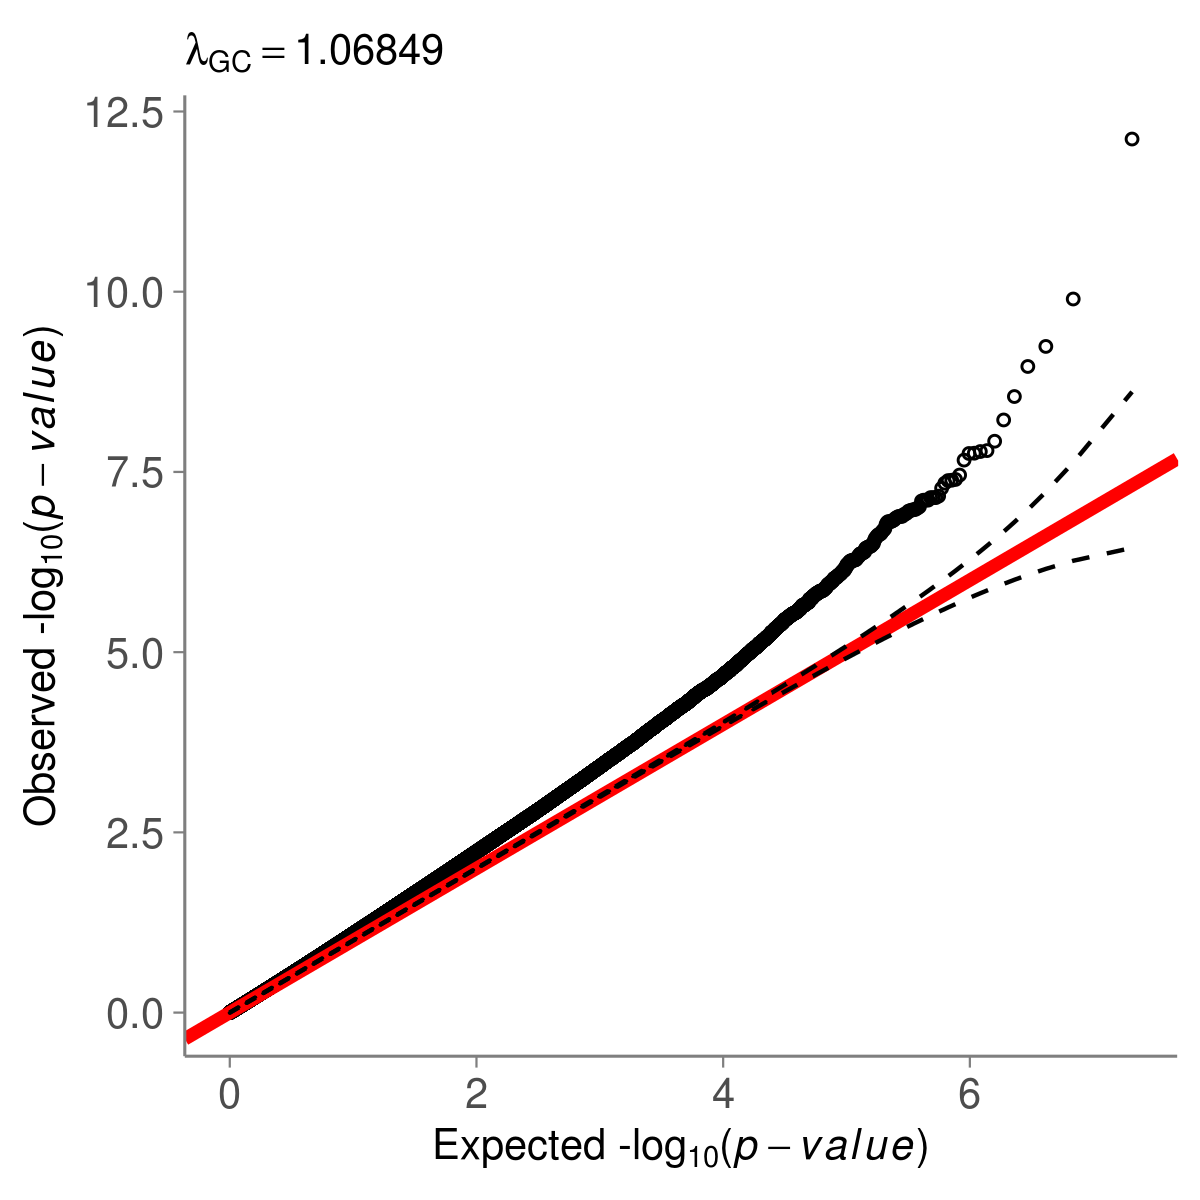 λGC = 1.06849
12.5
10.0
7.5
5.0
2.5
0.0
Observed -log10(p − value)
0 2 4 6
Expected -log10(p − value)